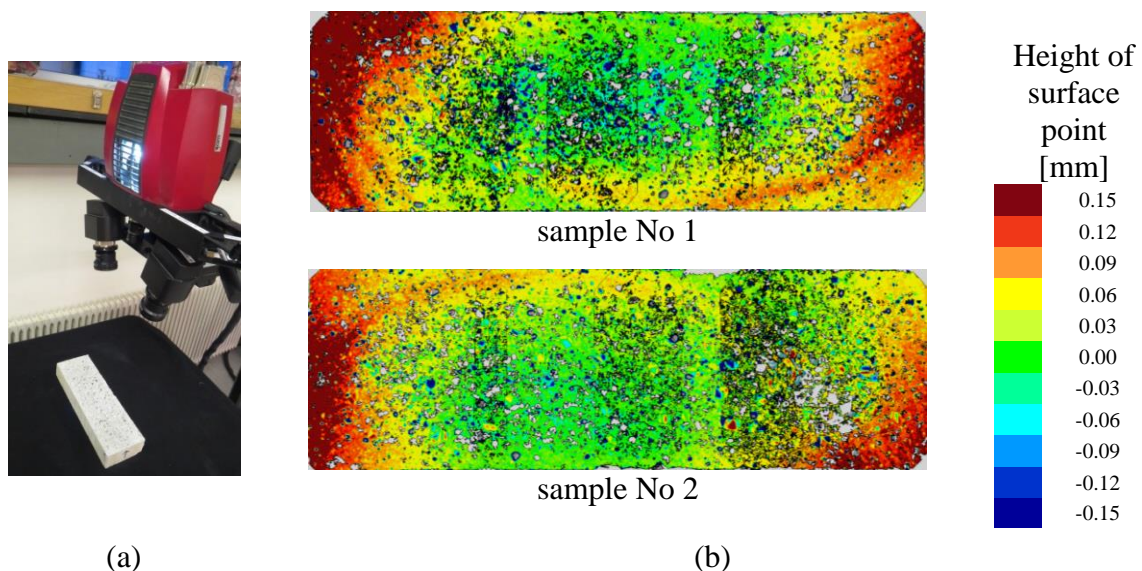 sample No 1
sample No 2
Height of
surface
point
[mm]
0.15
0.12
0.09
0.06
0.03
0.00
-0.03
-0.06
-0.09
-0.12
-0.15
(a)
(b)